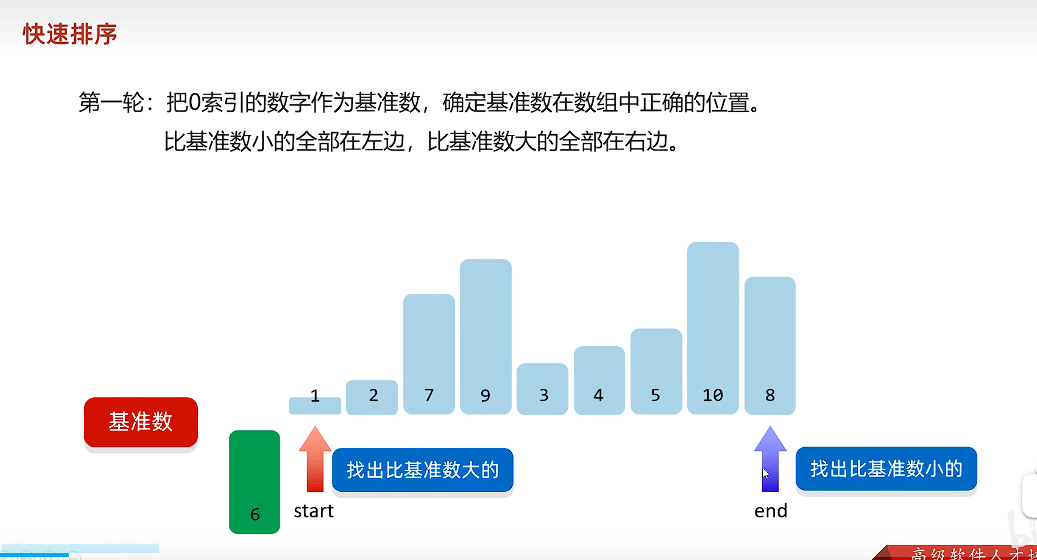 快速排序
第一轮：把0索引的数字作为基准数，确定基准数在数组中正确的位置。
比基准数小的全部在左边，比基准数大的全部在右边。
1 2 7 9 3 4 5 10 8
基准数
找出比基准数大的
找出比基准数小的
6
start
end
高级软件人才培